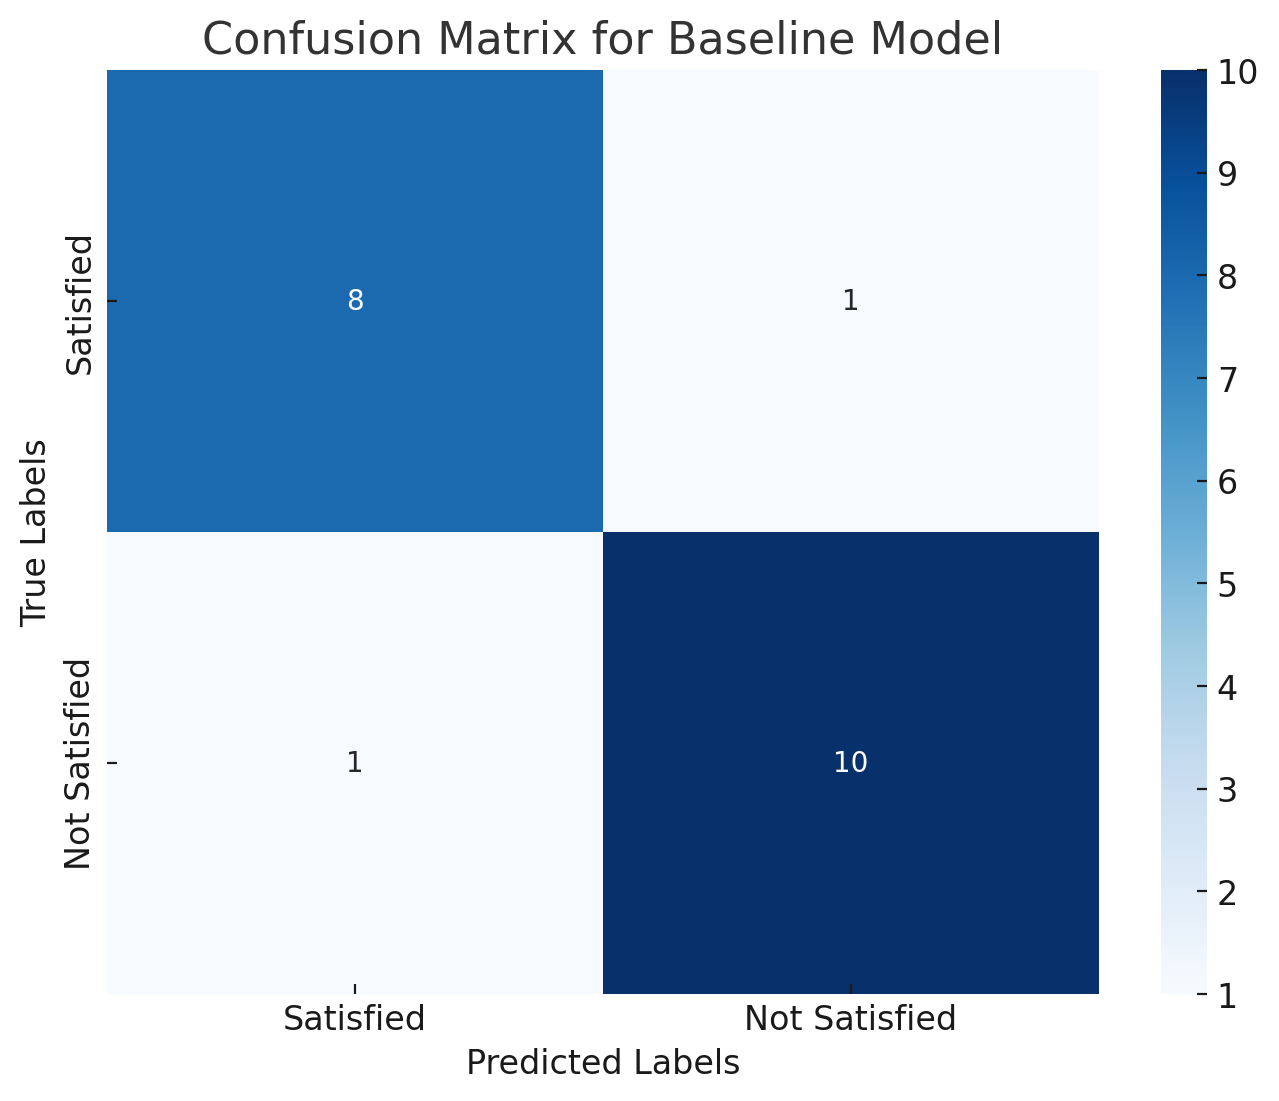 Confusion Matrix for Baseline Model
True Labels
Satisfied
Not Satisfied
8
1
1
10
Satisfied
Not Satisfied
Predicted Labels
10
9
8
7
6
5
4
3
2
1